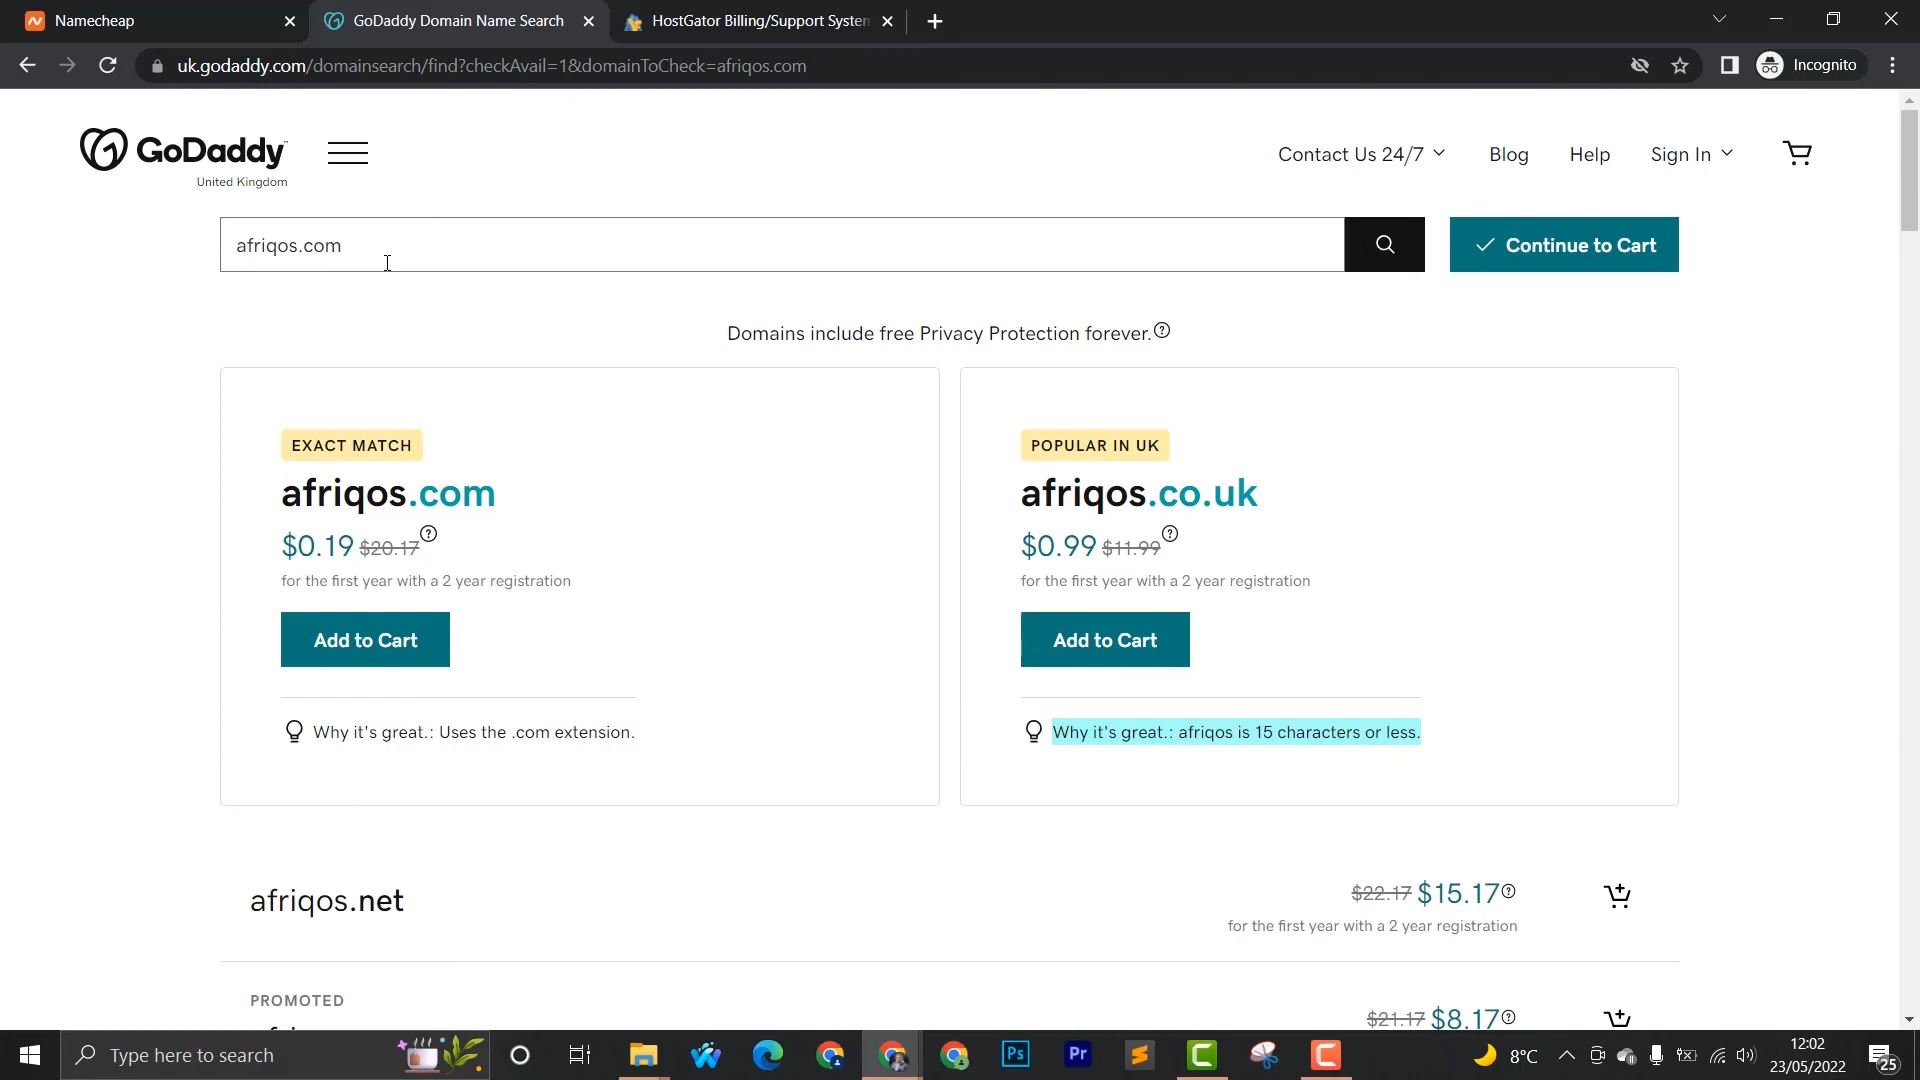 Namecheap
GoDaddy Domain Name Search
HostGator Billing/Support System
uk.godaddy.com/domainsearch/find?checkAvail=1&domainToCheck=afriqos.com
Incognito
GoDaddy
United Kingdom
Contact Us 24/7
Blog
Help
Sign In
afriqos.com
Continue to Cart
Domains include free Privacy Protection forever.
EXACT MATCH
afriqos.com
$0.19 $20.17
for the first year with a 2 year registration
Add to Cart
Why it's great.: Uses the .com extension.
POPULAR IN UK
afriqos.co.uk
$0.99 $11.99
for the first year with a 2 year registration
Add to Cart
Why it's great.: afriqos is 15 characters or less.
afriqos.net
$22.17 $15.17
for the first year with a 2 year registration
PROMOTED
$21.17 $8.17
Type here to search
Ps
Pr
8°C
12:02
23/05/2022
25